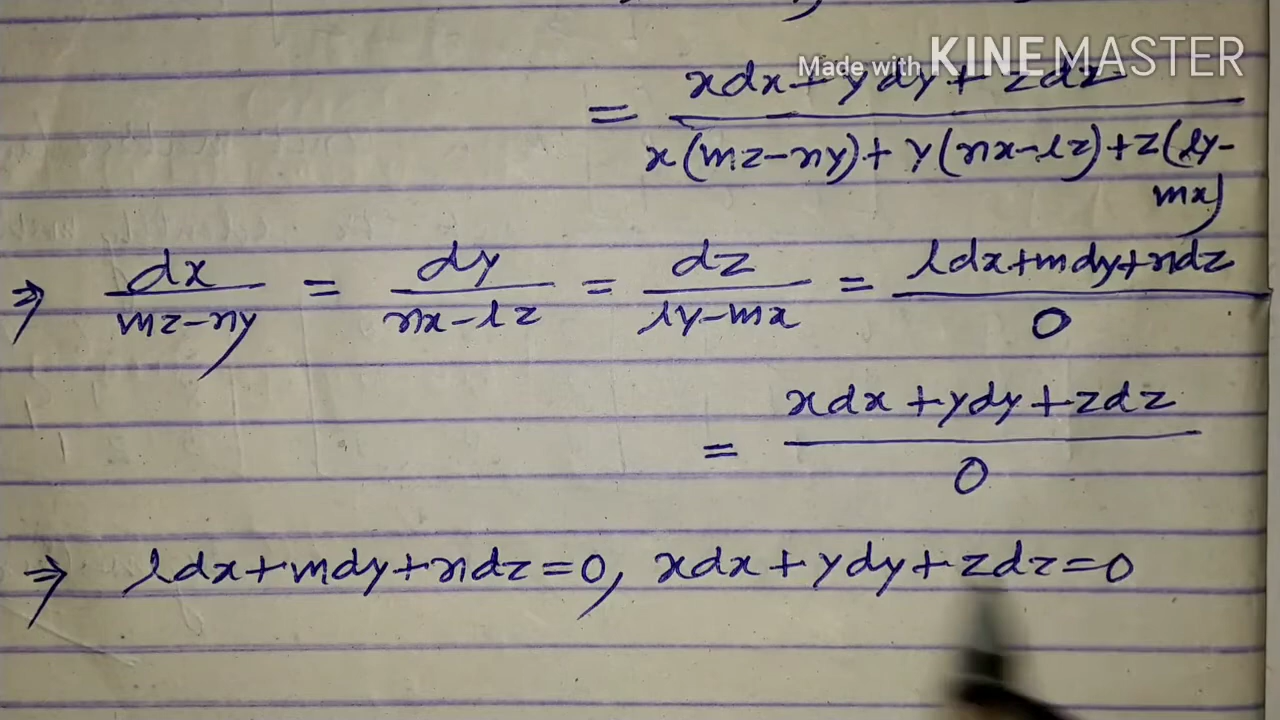 Made with KINEMASTER
= xdx+ydy+zdz / x(mz-ny)+y(nx-lz)+z(ly-mx)
⇒ dx/mz-ny = dy/nx-lz = dz/ly-mx = ldx+mdy+ndz/0
= xdx+ydy+zdz/0
⇒ ldx+mdy+ndz=0, xdx+ydy+zdz=0